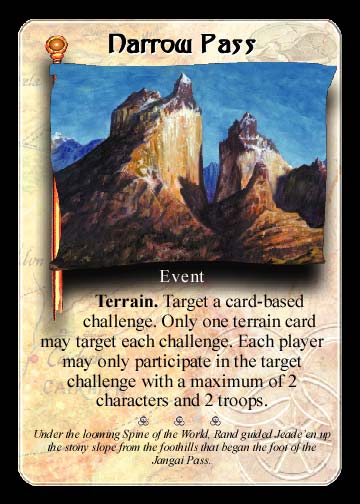 Narrow Pass
Event
Terrain. Target a card-based
challenge. Only one terrain card
may target each challenge. Each player
may only participate in the target
challenge with a maximum of 2
characters and 2 troops.
Under the looming Spine of the World, Rand guided Jeade'en up
the stony slope from the foothills that began the foot of the
Jangai Pass.